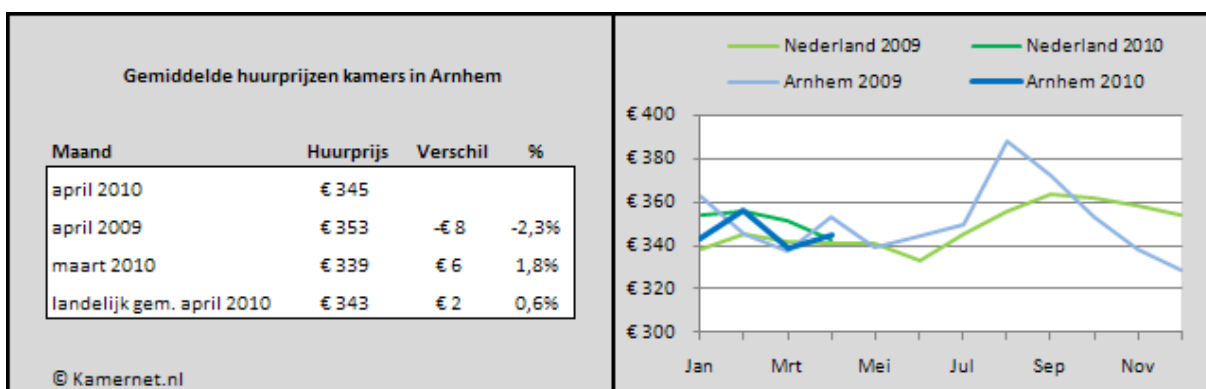 Gemiddelde huurprijzen kamers in Arnhem
Maand Huurprijs Verschil %
april 2010 € 345
april 2009 € 353 -€ 8 -2,3%
maart 2010 € 339 € 6 1,8%
landelijk gem. april 2010 € 343 € 2 0,6%
© Kamernet.nl
Nederland 2009 Nederland 2010
Arnhem 2009 Arnhem 2010
€ 400
€ 380
€ 360
€ 340
€ 320
€ 300
Jan Mrt Mei Jul Sep Nov